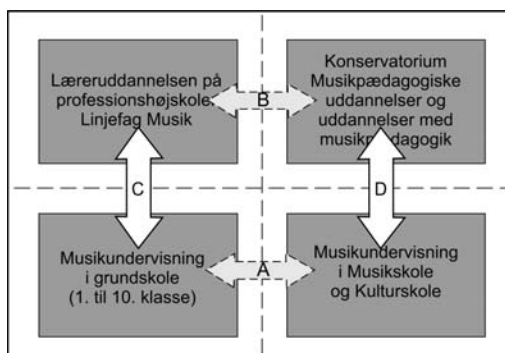 Læreruddannelsen på
professionshøjskole
Linjefag Musik
B
Konservatorium
Musikpædagogiske
uddannelser og
uddannelser med
musikpædagogik
C
D
Musikundervisning
i grundskole
(1. til 10. klasse)
A
Musikundervisning
i Musikskole
og Kulturskole